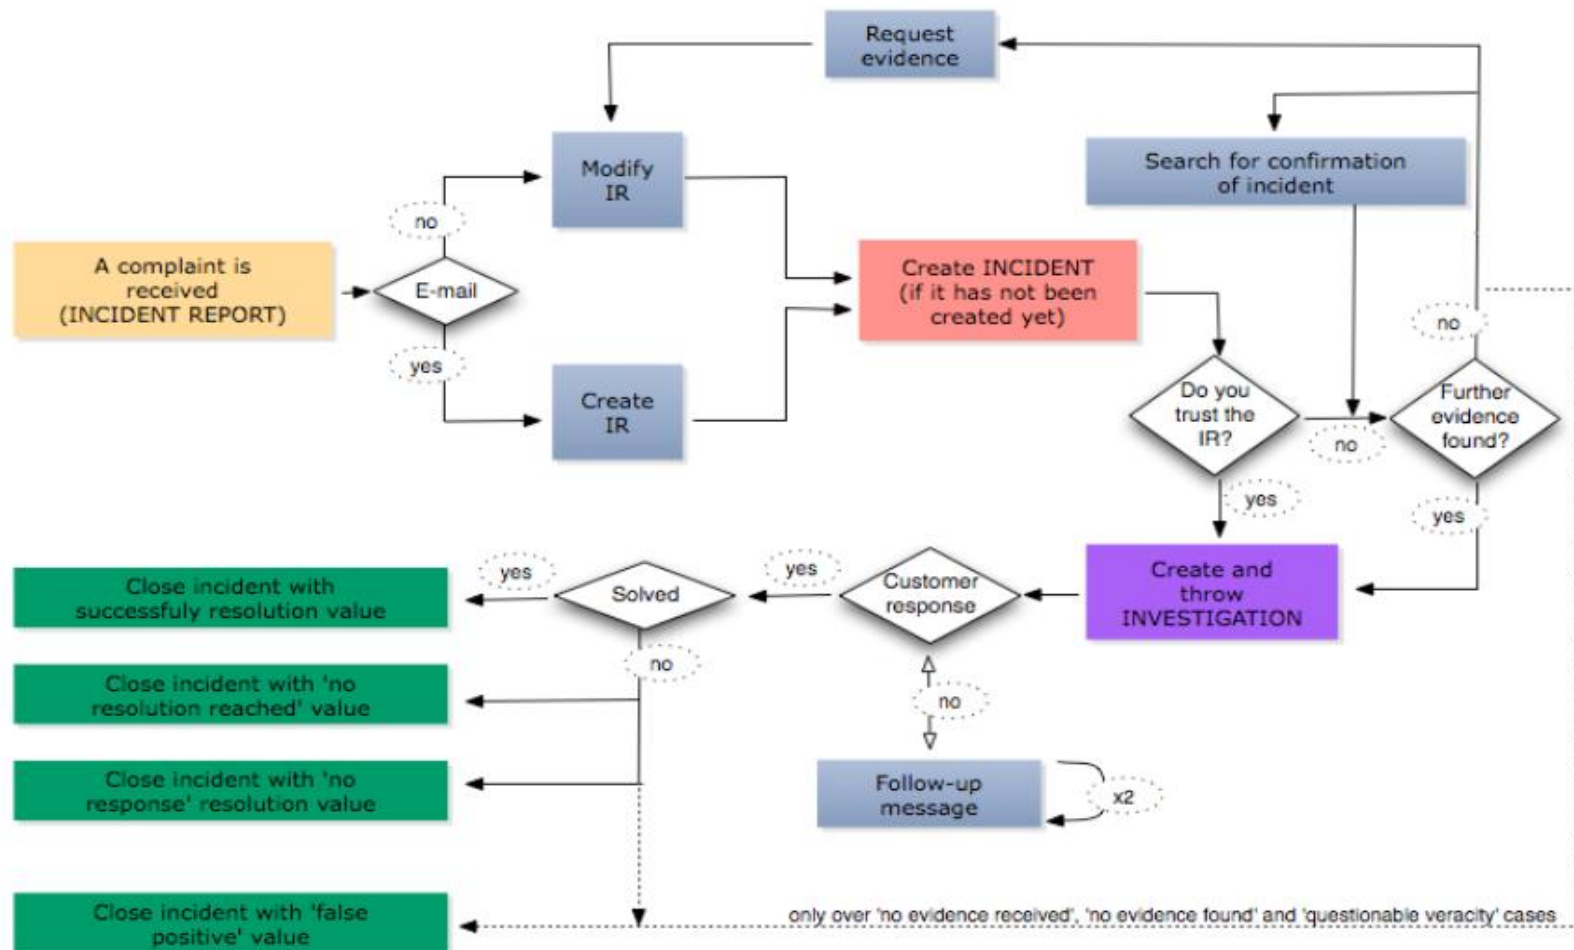 Request
evidence
Modify
IR
Search for confirmation
of incident
no
A complaint is
received
(INCIDENT REPORT)
E-mail
Create INCIDENT
(if it has not been
created yet)
no
yes
Create
IR
Do you
trust the
IR?
no
Further
evidence
found?
yes
yes
Close incident with
successfuly resolution value
yes
Solved
yes
Customer
response
Create and
throw
INVESTIGATION
no
Close incident with 'no
resolution reached' value
no
Close incident with 'no
response' resolution value
Follow-up
message
x2
Close incident with 'false
positive' value
only over 'no evidence received', 'no evidence found' and 'questionable veracity' cases